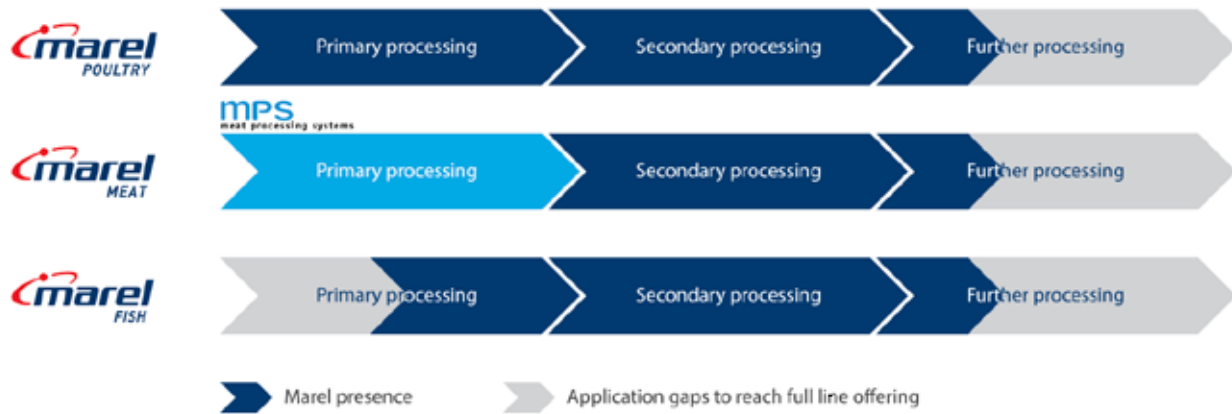 marel
POULTRY
Primary processing
Secondary processing
Further processing
mps
meat processing systems
marel
MEAT
Primary processing
Secondary processing
Further processing
marel
FISH
Primary processing
Secondary processing
Further processing
Marel presence
Application gaps to reach full line offering